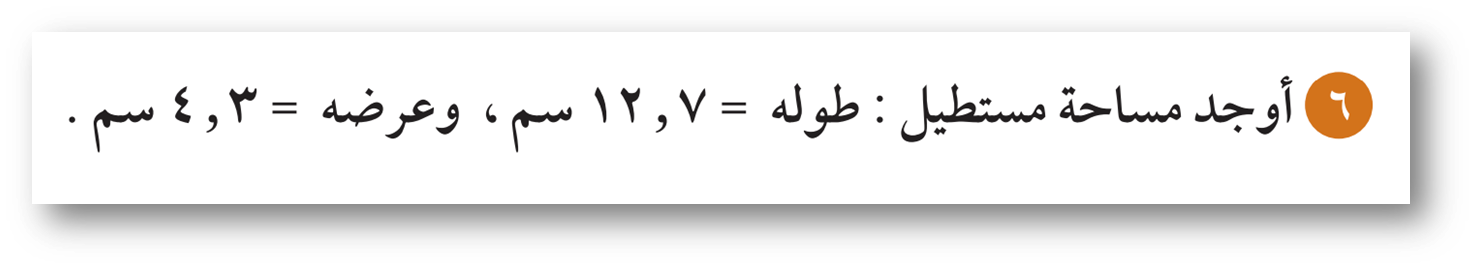 ٦ أوجد مساحة مستطيل : طوله = ١٢,٧ سم ، وعرضه = ٤,٣ سم .